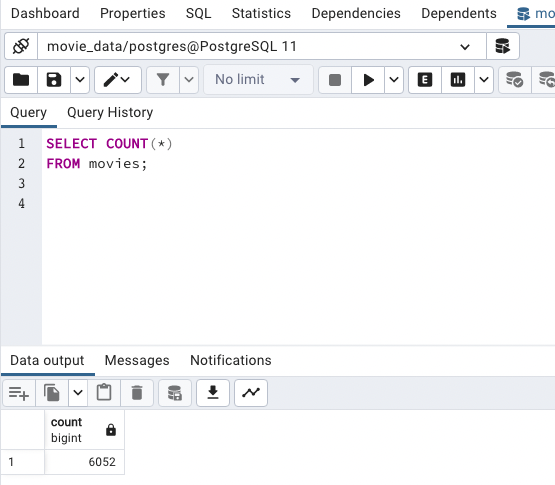 Dashboard Properties SQL Statistics Dependencies Dependents mo
movie_data/postgres@PostgreSQL 11
No limit E
Query Query History
1 SELECT COUNT(*)
2 FROM movies;
3
4
Data output Messages Notifications
count
bigint
1 6052